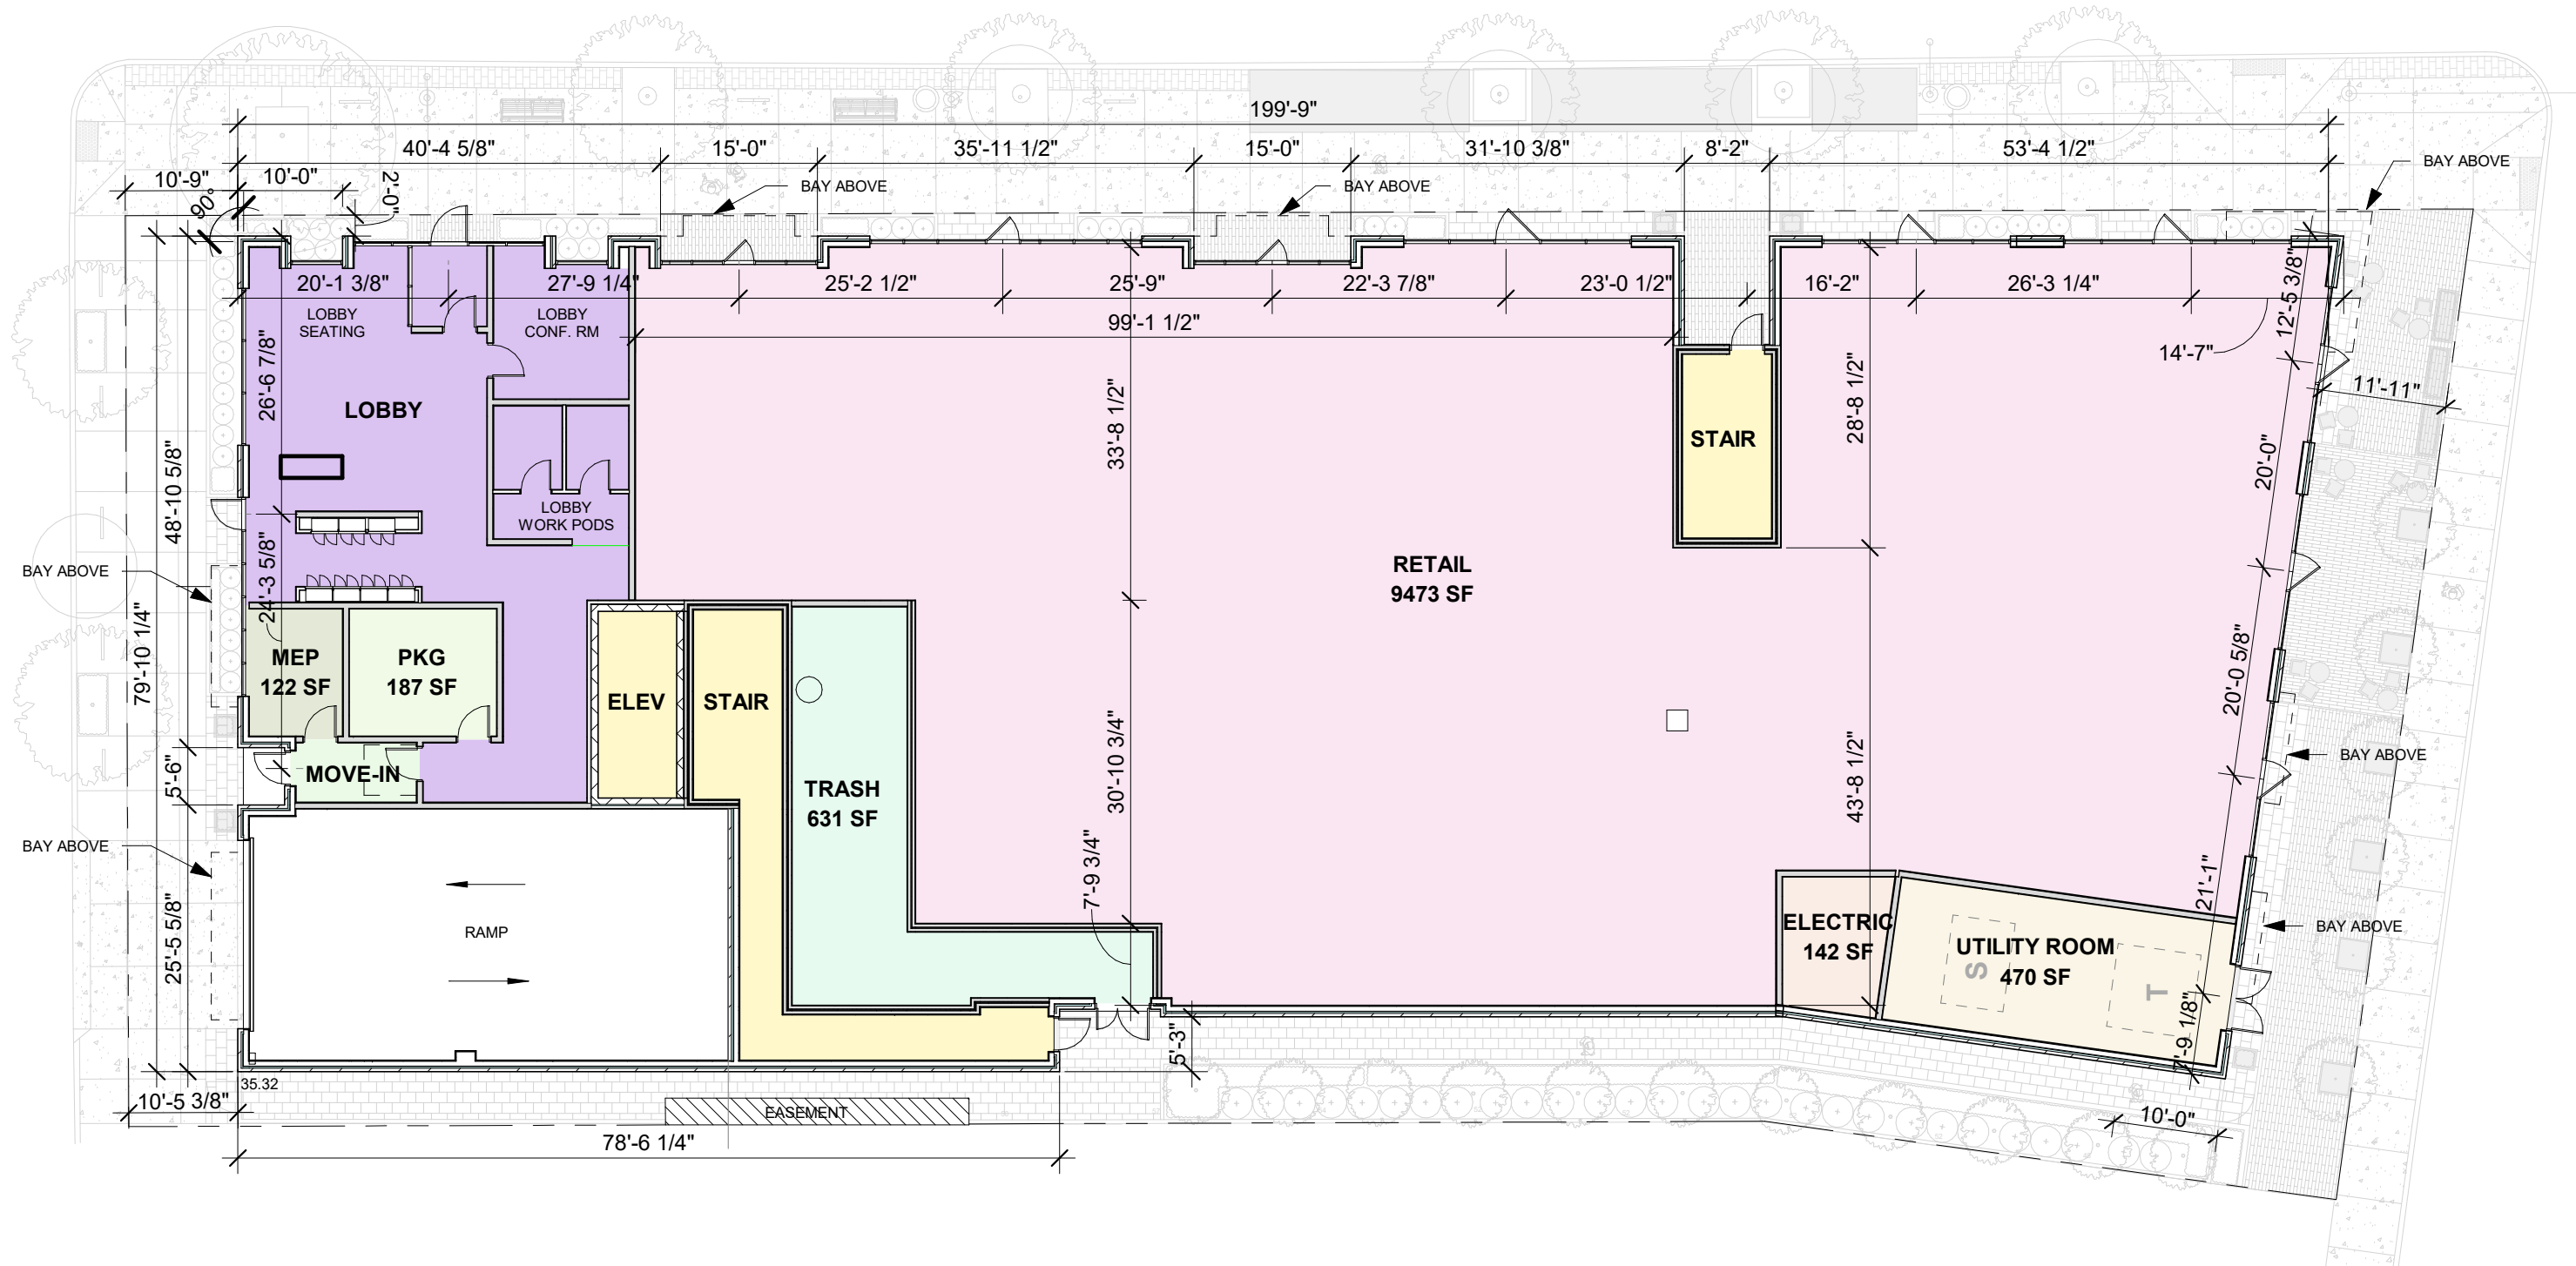 199'-9"
40'-4 5/8"
15'-0"
35'-11 1/2"
15'-0"
31'-10 3/8"
8'-2"
53'-4 1/2"
BAY ABOVE
10'-9"
10'-0"
2'-0"
90°
BAY ABOVE
BAY ABOVE
20'-1 3/8"
27'-9 1/4"
25'-2 1/2"
25'-9"
22'-3 7/8"
23'-0 1/2"
16'-2"
26'-3 1/4"
12'-5 3/8"
LOBBY
SEATING
LOBBY
CONF. RM
99'-1 1/2"
14'-7"
11'-11"
26'-6 7/8"
LOBBY
33'-8 1/2"
28'-8 1/2"
STAIR
20'-0"
48'-10 5/8"
LOBBY
WORK PODS
24'-3 5/8"
BAY ABOVE
RETAIL
9473 SF
79'-10 1/4"
MEP
122 SF
PKG
187 SF
ELEV
STAIR
20'-0 5/8"
BAY ABOVE
5'-6"
MOVE-IN
TRASH
631 SF
30'-10 3/4"
43'-8 1/2"
BAY ABOVE
7'-9 3/4"
21'-1"
25'-5 5/8"
RAMP
ELECTRIC
142 SF
UTILITY ROOM
470 SF
S
T
BAY ABOVE
5'-3"
7'-9 1/8"
35.32
10'-5 3/8"
EASEMENT
10'-0"
78'-6 1/4"